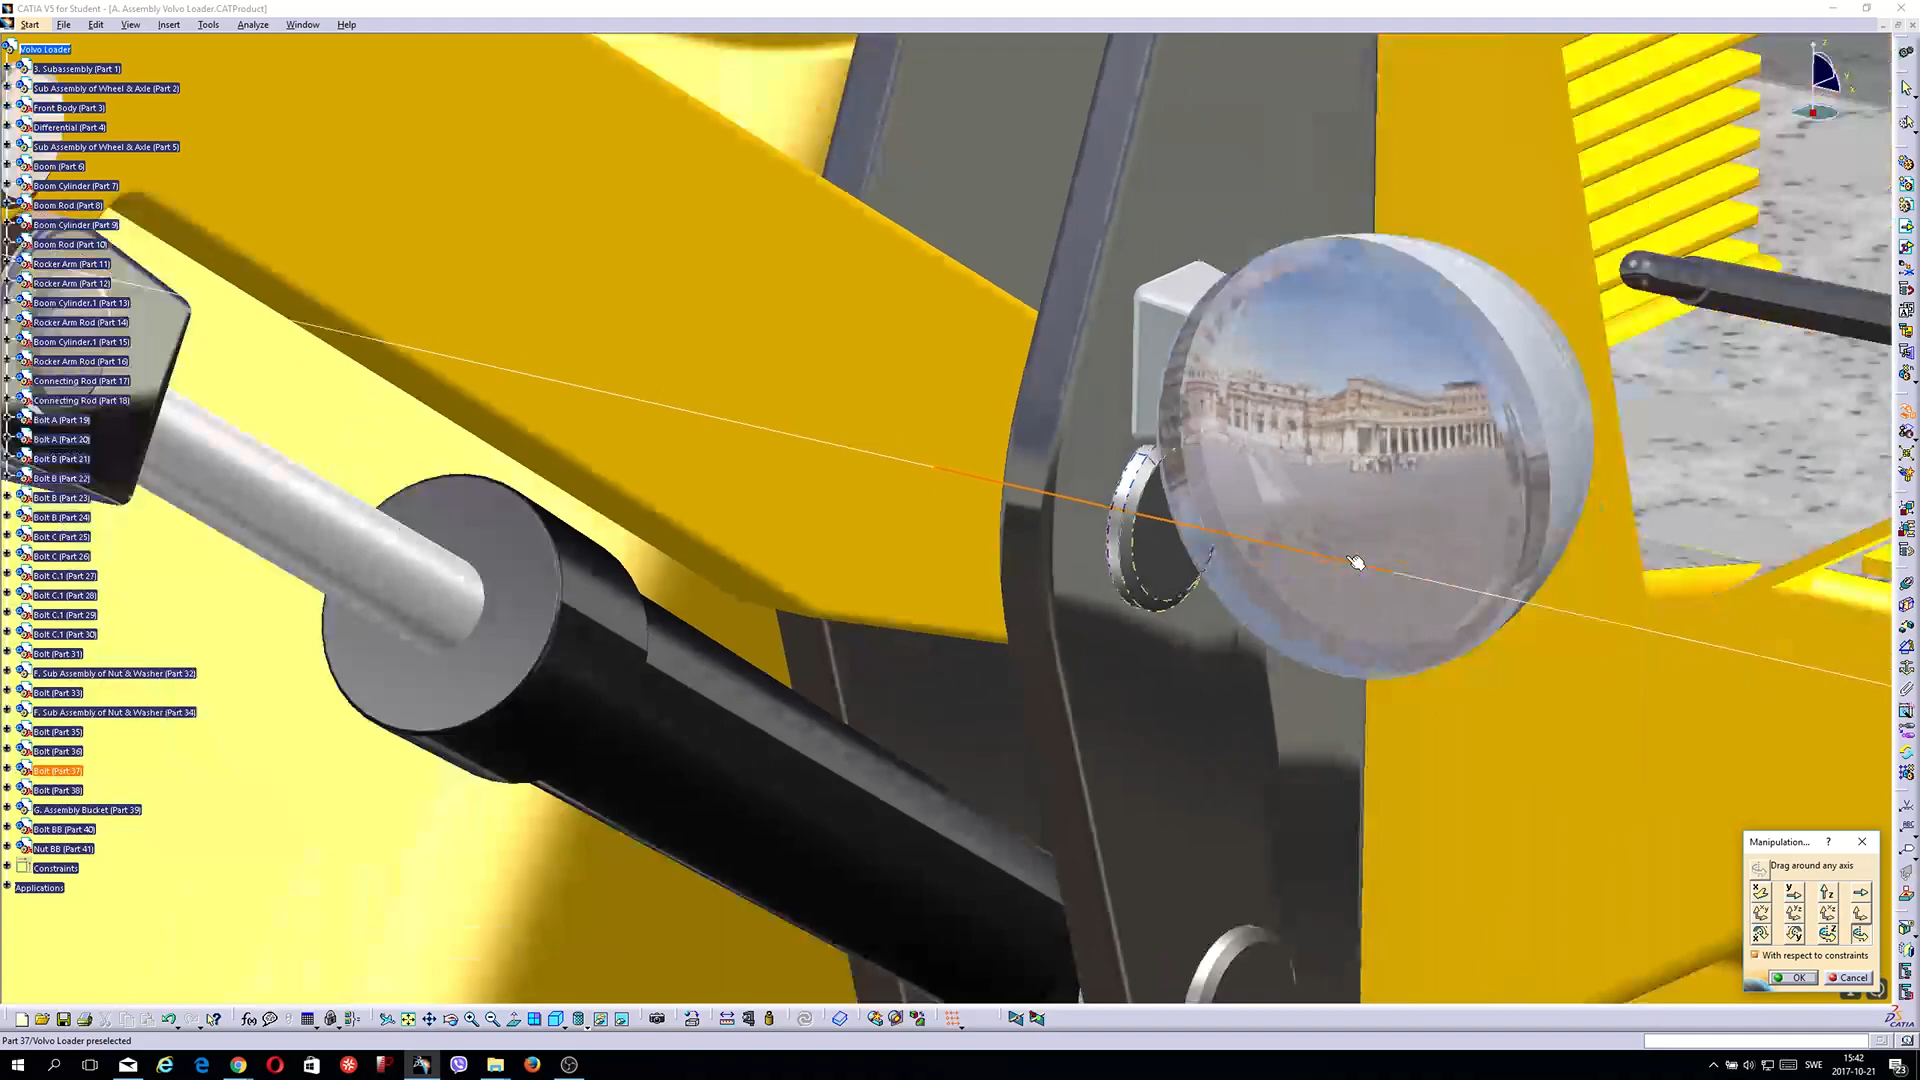 CATIA V5 for Student - [A. Assembly Volvo Loader.CATProduct]
Start File Edit View Insert Tools Analyze Window Help
Volvo Loader
3. Subassembly (Part 1)
Sub Assembly of Wheel & Axle (Part 2)
Front Body (Part 3)
Differential (Part 4)
Sub Assembly of Wheel & Axle (Part 5)
Boom (Part 6)
Boom Cylinder (Part 7)
Boom Rod (Part 8)
Boom Cylinder (Part 9)
Boom Rod (Part 10)
Rocker Arm (Part 11)
Rocker Arm (Part 12)
Boom Cylinder.1 (Part 13)
Rocker Arm Rod (Part 14)
Boom Cylinder.1 (Part 15)
Rocker Arm Rod (Part 16)
Connecting Rod (Part 17)
Connecting Rod (Part 18)
Bolt A (Part 19)
Bolt A (Part 20)
Bolt B (Part 21)
Bolt B (Part 22)
Bolt B (Part 23)
Bolt B (Part 24)
Bolt C (Part 25)
Bolt C (Part 26)
Bolt C.1 (Part 27)
Bolt C.1 (Part 28)
Bolt C.1 (Part 29)
Bolt C.1 (Part 30)
Bolt (Part 31)
F. Sub Assembly of Nut & Washer (Part 32)
Bolt (Part 33)
F. Sub Assembly of Nut & Washer (Part 34)
Bolt (Part 35)
Bolt (Part 36)
Bolt (Part 37)
Bolt (Part 38)
G. Assembly Bucket (Part 39)
Bolt BB (Part 40)
Nut BB (Part 41)
Constraints
Applications
Manipulation... ?
Drag around any axis
With respect to constraints
OK Cancel
Part 37/Volvo Loader preselected
CATIA
SWE
15:42
2017-10-21
23